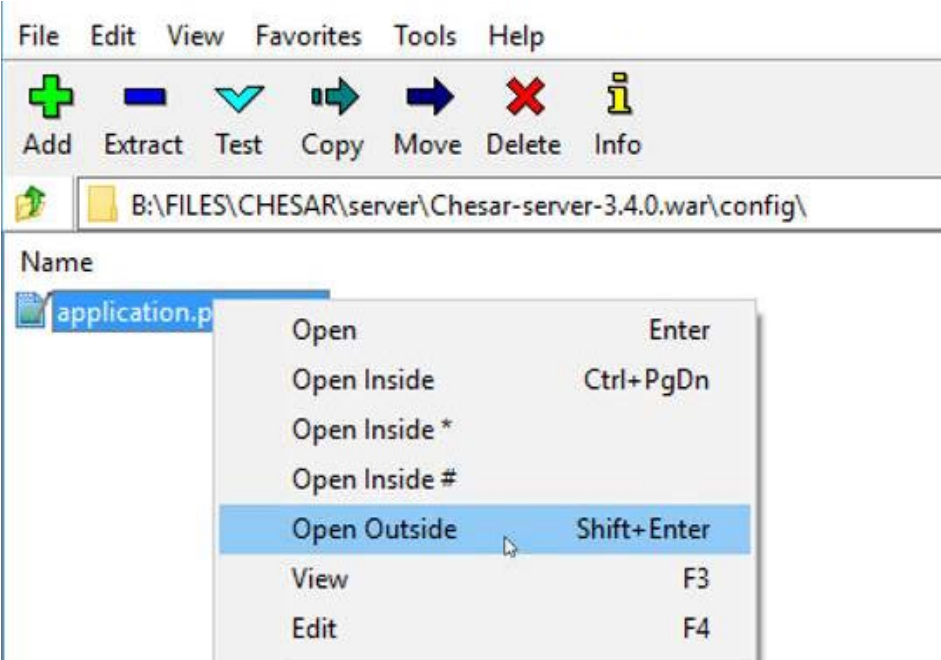 File Edit View Favorites Tools Help
Add Extract Test Copy Move Delete Info
B:\FILES\CHESAR\server\Chesar-server-3.4.0.war\config\
Name
application.p
Open Enter
Open Inside Ctrl+PgDn
Open Inside *
Open Inside #
Open Outside Shift+Enter
View F3
Edit F4